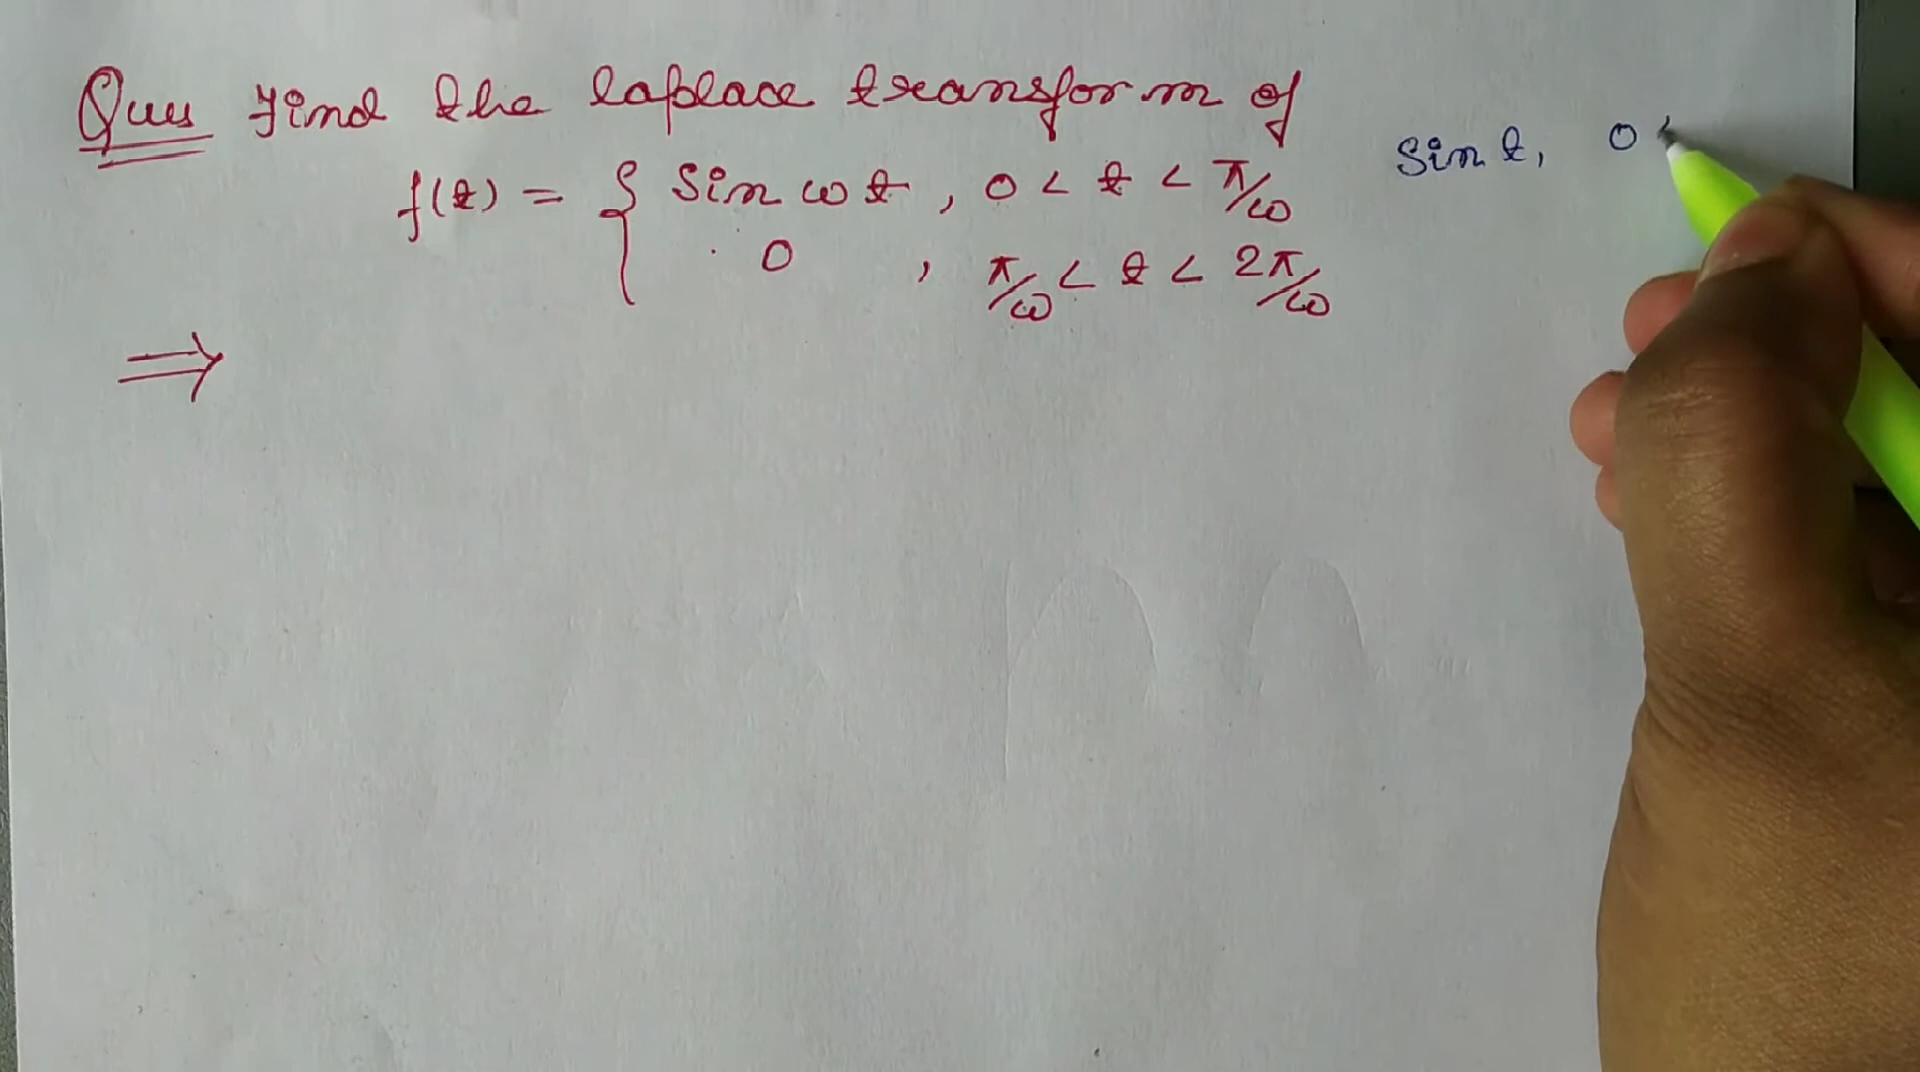 Ques Find the laplace transform of
f(t) = { sin ωt , 0 < t < π/ω
0 , π/ω < t < 2π/ω
⇒
sin t, 0 <